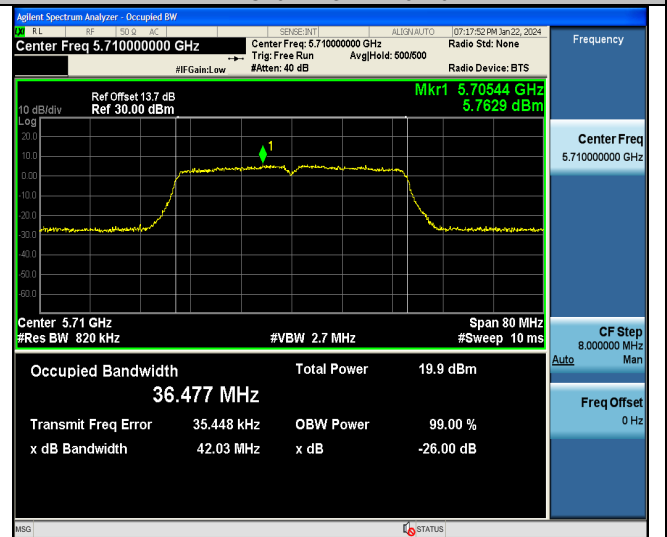 Agilent Spectrum Analyzer - Occupied BW
RL RF 50 Ω AC SENSE:INT ALIGN AUTO 07:17:52 PM Jan 22, 2024
Center Freq 5.710000000 GHz
Center Freq: 5.710000000 GHz
Radio Std: None
Trig: Free Run Avg|Hold: 500/500
#IFGain:Low
#Atten: 40 dB
Radio Device: BTS
Frequency
Mkr1 5.70544 GHz
5.7629 dBm
Ref Offset 13.7 dB
10 dB/div Ref 30.00 dBm
Log
20.0
10.0
0.00
-10.0
-20.0
-30.0
-40.0
-50.0
-60.0
1
Center 5.71 GHz
Span 80 MHz
#Res BW 820 kHz
#VBW 2.7 MHz
#Sweep 10 ms
Center Freq
5.710000000 GHz
CF Step
8.000000 MHz
Auto Man
Freq Offset
0 Hz
Occupied Bandwidth
Total Power 19.9 dBm
36.477 MHz
Transmit Freq Error 35.448 kHz
OBW Power 99.00 %
x dB Bandwidth 42.03 MHz
x dB -26.00 dB
MSG
STATUS